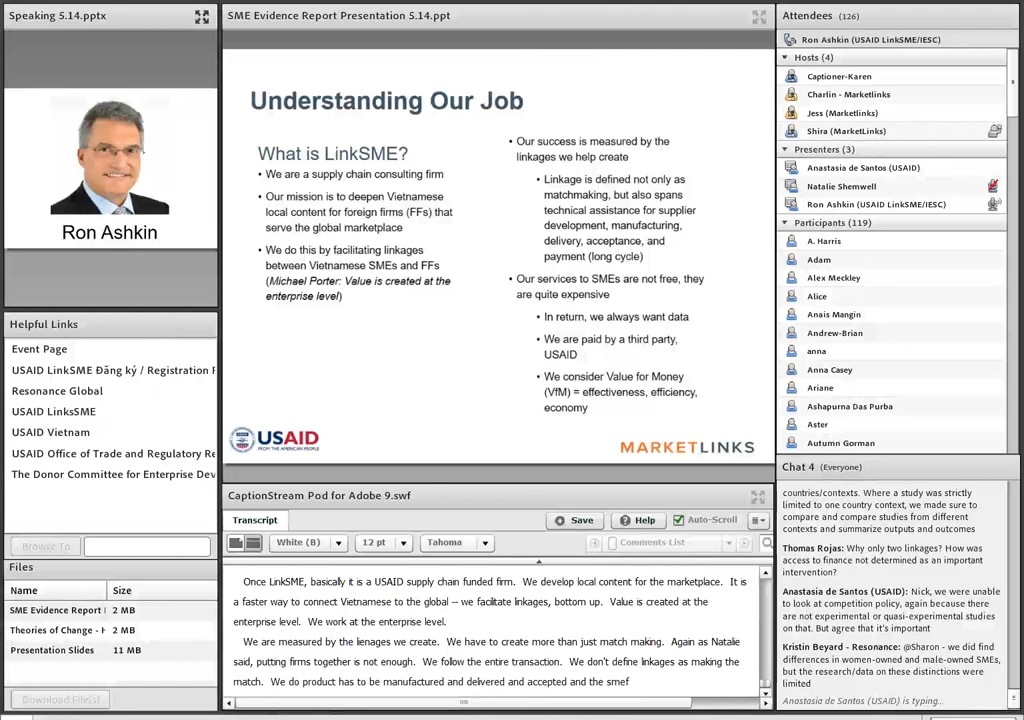 Speaking 5.14.pptx
Ron Ashkin
Helpful Links
Event Page
USAID LinkSME Đăng ký / Registration F
Resonance Global
USAID LinksSME
USAID Vietnam
USAID Office of Trade and Regulatory Re
The Donor Committee for Enterprise Dev
Browse To
Files
Name Size
SME Evidence Report 2 MB
Theories of Change - 2 MB
Presentation Slides 11 MB
Download File(s)
SME Evidence Report Presentation 5.14.ppt
Understanding Our Job
What is LinkSME?
• We are a supply chain consulting firm
• Our mission is to deepen Vietnamese
local content for foreign firms (FFs) that
serve the global marketplace
• We do this by facilitating linkages
between Vietnamese SMEs and FFs
(Michael Porter: Value is created at the
enterprise level)
• Our success is measured by the
linkages we help create
• Linkage is defined not only as
matchmaking, but also spans
technical assistance for supplier
development, manufacturing,
delivery, acceptance, and
payment (long cycle)
• Our services to SMEs are not free, they
are quite expensive
• In return, we always want data
• We are paid by a third party,
USAID
• We consider Value for Money
(VfM) = effectiveness, efficiency,
economy
USAID
FROM THE AMERICAN PEOPLE
MARKETLINKS
CaptionStream Pod for Adobe 9.swf
Transcript Save Help Auto-Scroll
White (B) 12 pt Tahoma Comments List
Once LinkSME, basically it is a USAID supply chain funded firm. We develop local content for the marketplace. It is
a faster way to connect Vietnamese to the global -- we facilitate linkages, bottom up. Value is created at the
enterprise level. We work at the enterprise level.
We are measured by the lienages we create. We have to create more than just match making. Again as Natalie
said, putting firms together is not enough. We follow the entire transaction. We don't define linkages as making the
match. We do product has to be manufactured and delivered and accepted and the smef
Attendees (126)
Ron Ashkin (USAID LinkSME/IESC)
Hosts (4)
Captioner-Karen
Charlin - Marketlinks
Jess (Marketlinks)
Shira (MarketLinks)
Presenters (3)
Anastasia de Santos (USAID)
Natalie Shemwell
Ron Ashkin (USAID LinkSME/IESC)
Participants (119)
A. Harris
Adam
Alex Meckley
Alice
Anais Mangin
Andrew-Brian
anna
Anna Casey
Ariane
Ashapurna Das Purba
Aster
Autumn Gorman
Chat 4 (Everyone)
countries/contexts. Where a study was strictly
limited to one country context, we made sure to
compare and compare studies from different
contexts and summarize outputs and outcomes
Thomas Rojas: Why only two linkages? How was
access to finance not determined as an important
intervention?
Anastasia de Santos (USAID): Nick, we were unable
to look at competition policy, again because there
are not experimental or quasi-experimental studies
on that. But agree that it's important
Kristin Beyard - Resonance: @Sharon - we did find
differences in women-owned and male-owned SMEs,
but the research/data on these distinctions were
limited
Anastasia de Santos (USAID) is typing...